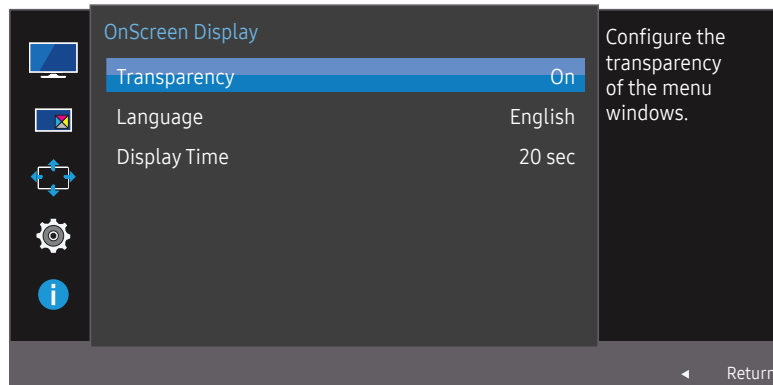 OnScreen Display
Transparency On
Language English
Display Time 20 sec
Configure the
transparency
of the menu
windows.
Return